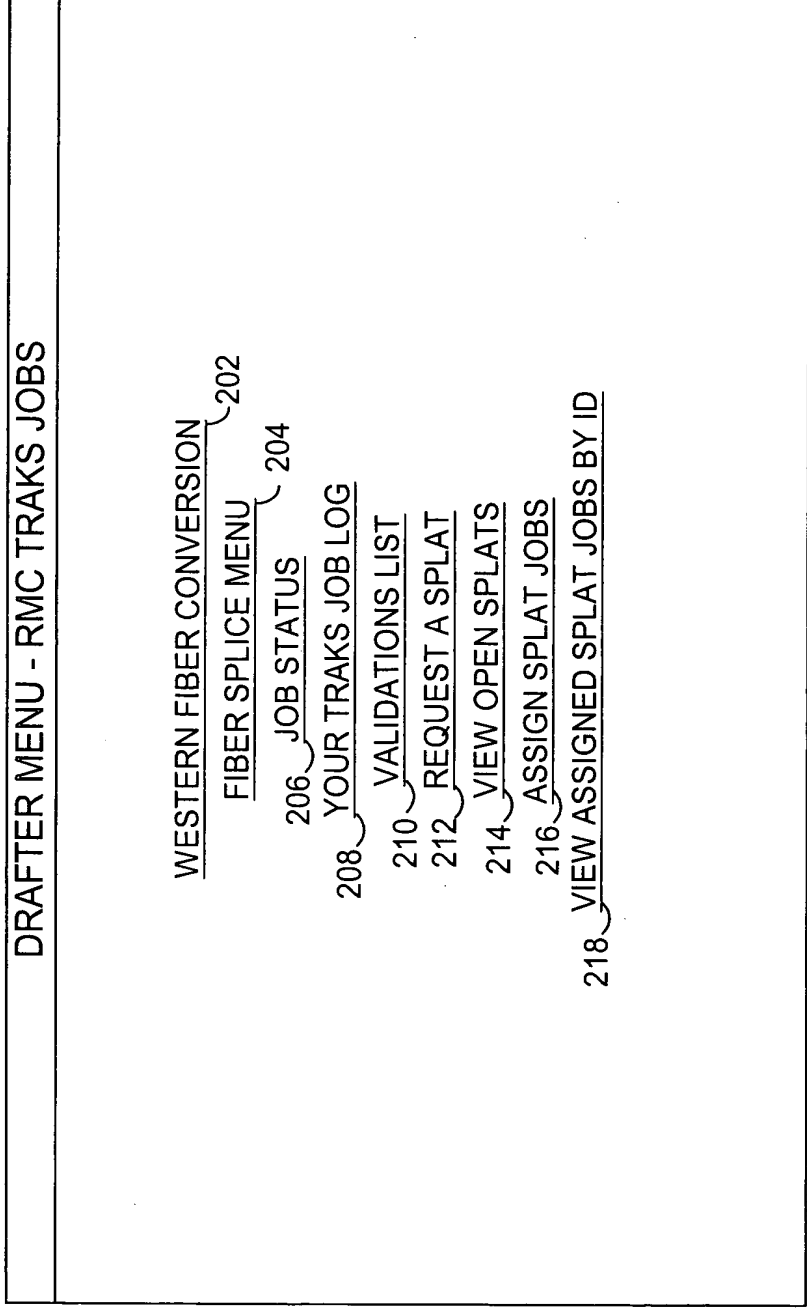 DRAFTER MENU - RMC TRAKS JOBS
WESTERN FIBER CONVERSION 202
FIBER SPLICE MENU 204
206 JOB STATUS
208 YOUR TRAKS JOB LOG
210 VALIDATIONS LIST
212 REQUEST A SPLAT
214 VIEW OPEN SPLATS
216 ASSIGN SPLAT JOBS
218 VIEW ASSIGNED SPLAT JOBS BY ID